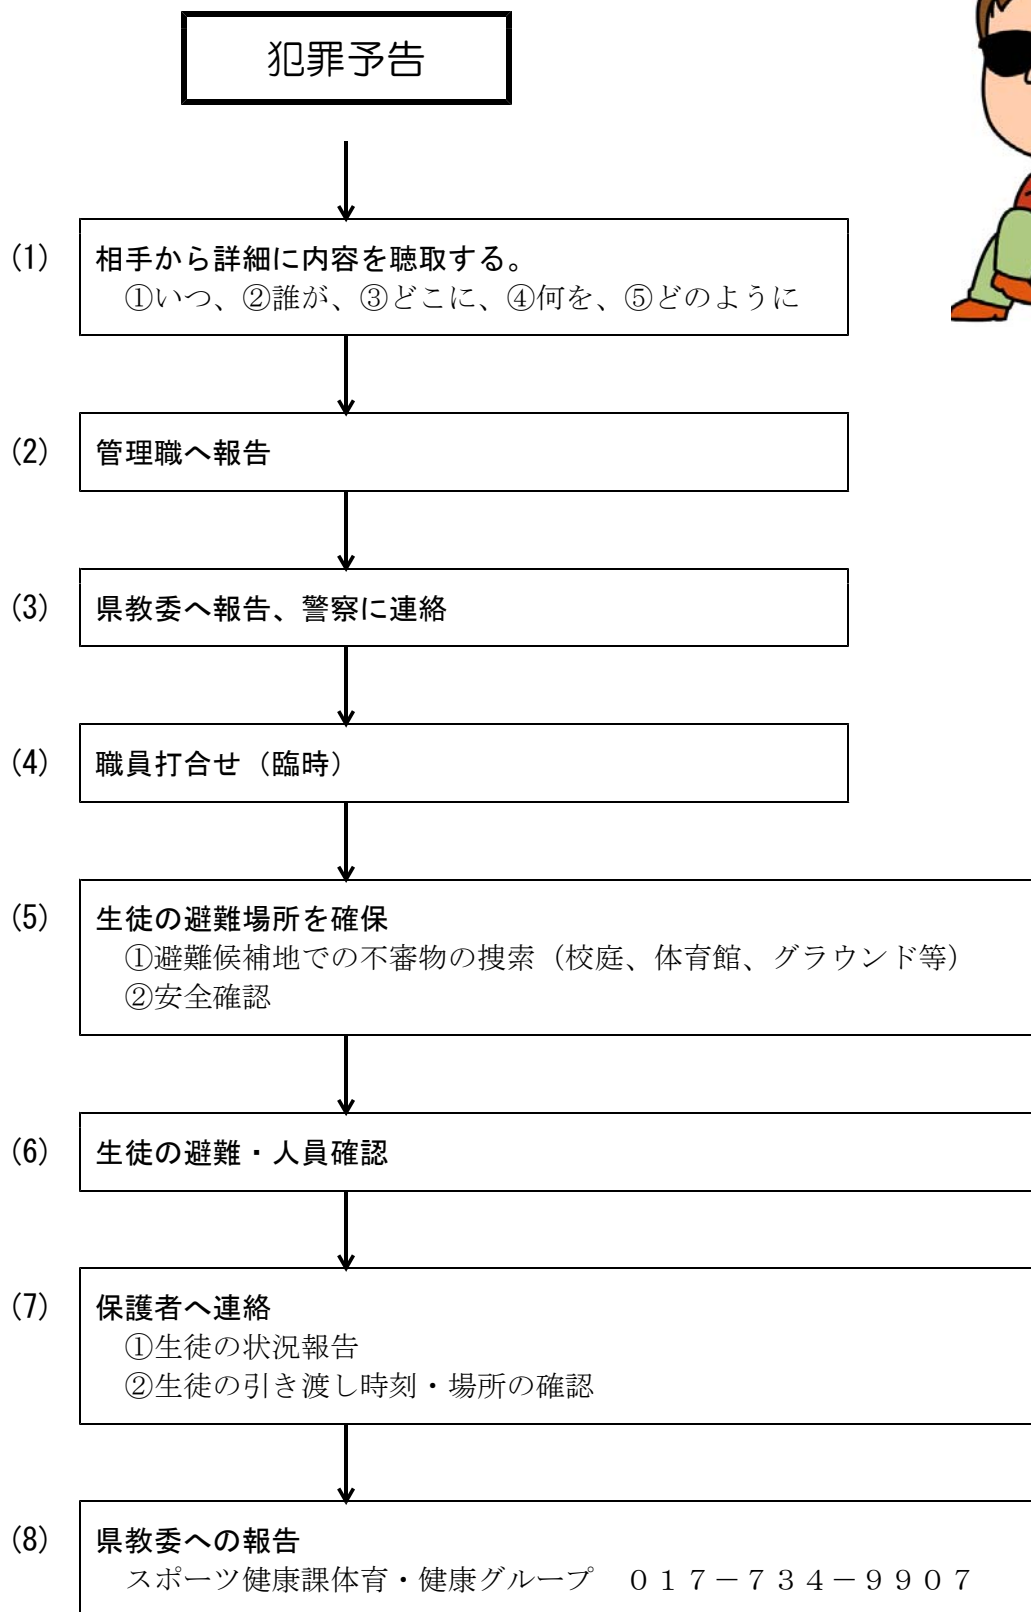 犯罪予告
(1) 相手から詳細に内容を聴取する。
①いつ、②誰が、③どこに、④何を、⑤どのように
(2) 管理職へ報告
(3) 県教委へ報告、警察に連絡
(4) 職員打合せ（臨時）
(5) 生徒の避難場所を確保
①避難候補地での不審物の捜索（校庭、体育館、グラウンド等）
②安全確認
(6) 生徒の避難・人員確認
(7) 保護者へ連絡
①生徒の状況報告
②生徒の引き渡し時刻・場所の確認
(8) 県教委への報告
スポーツ健康課体育・健康グループ　０１７－７３４－９９０７